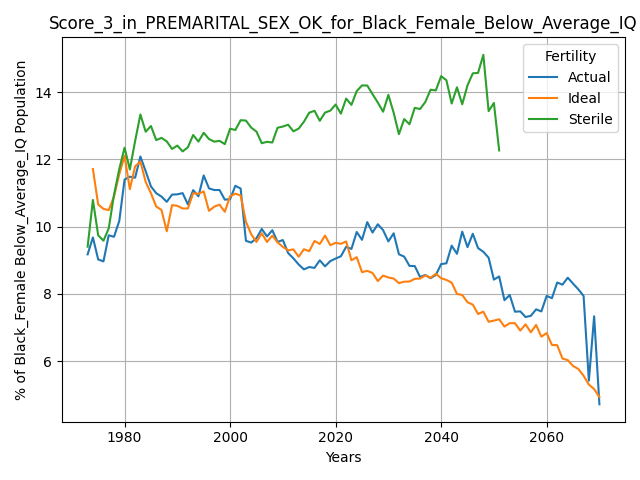 Score_3_in_PREMARITAL_SEX_OK_for_Black_Female_Below_Average_IQ
% of Black_Female Below_Average_IQ Population
14
12
10
8
6
1980
2000
2020
2040
2060
Years
Fertility
Actual
Ideal
Sterile